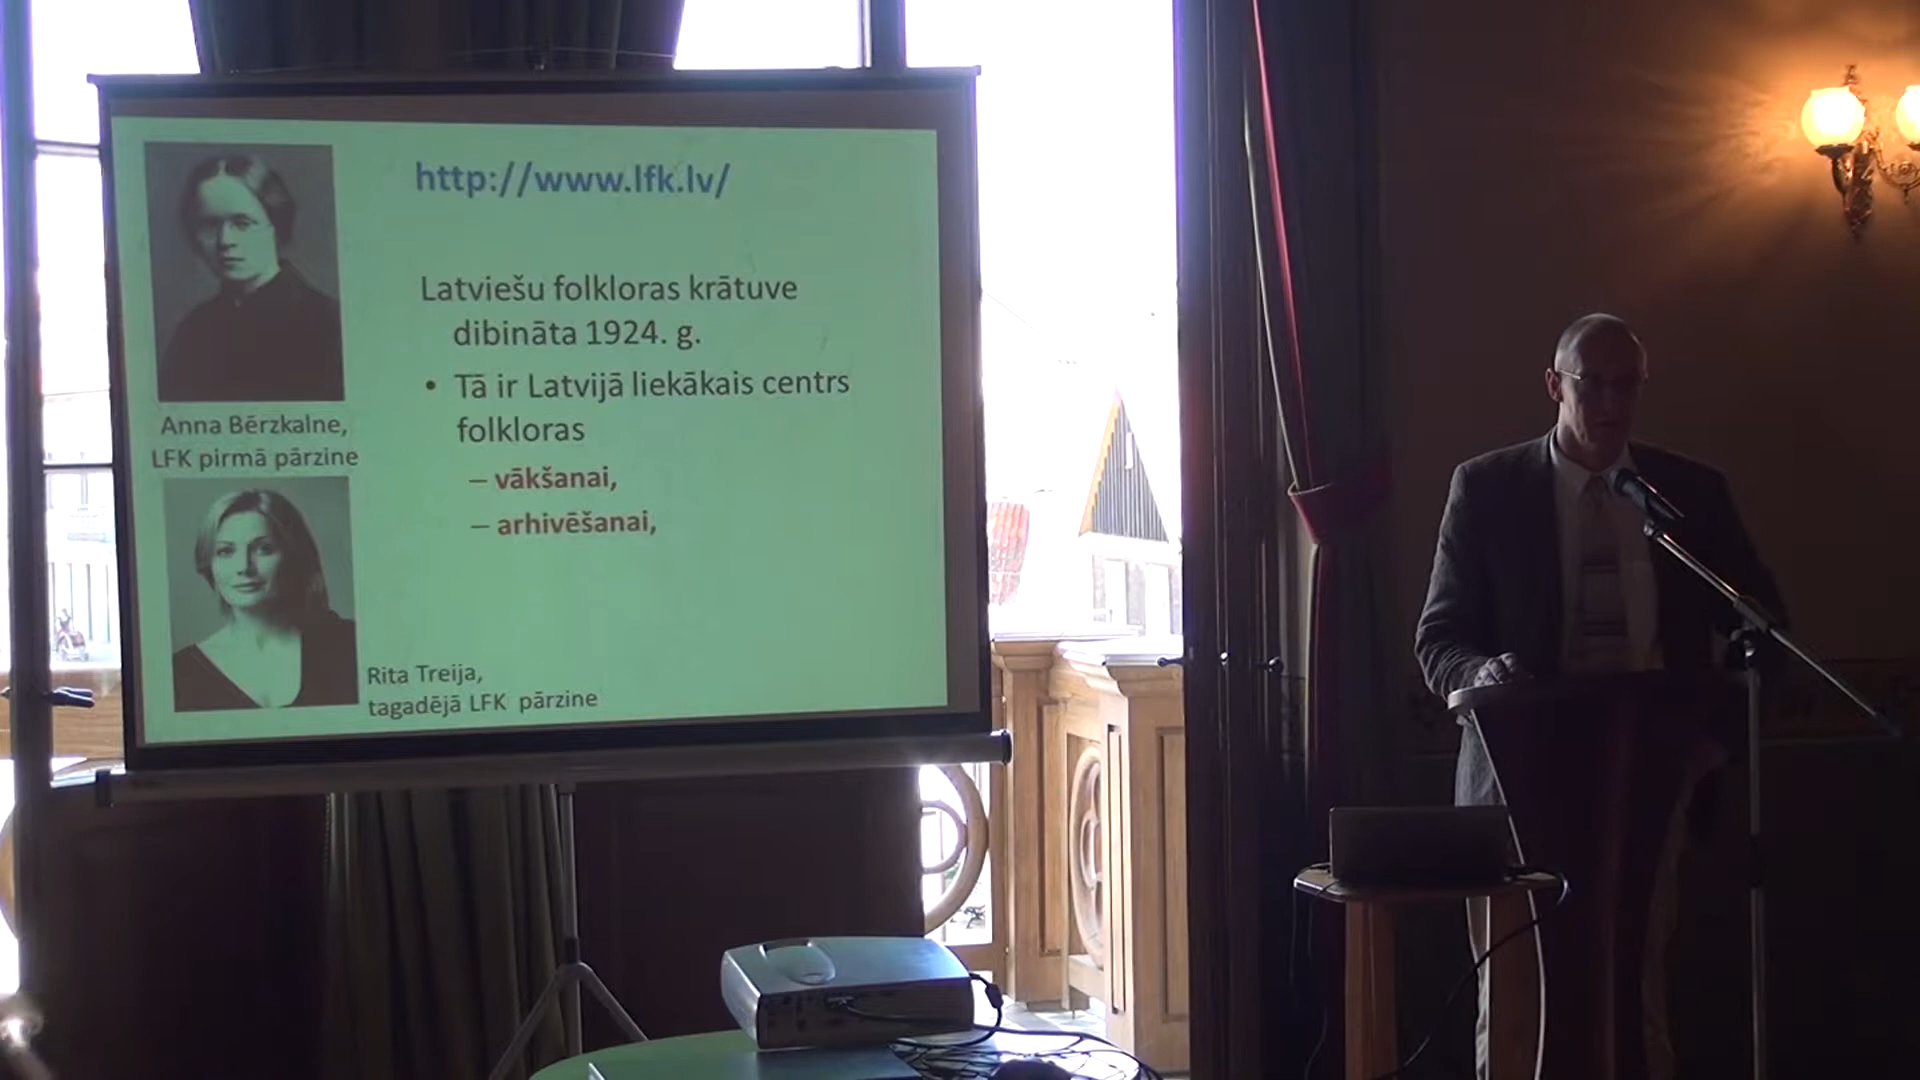 http://www.lfk.lv/
Latviešu folkloras krātuve
dibināta 1924. g.
• Tā ir Latvijā liekākais centrs
folkloras
– vākšanai,
– arhivēšanai,
Anna Bērzkalne,
LFK pirmā pārzine
Rita Treija,
tagadējā LFK pārzine